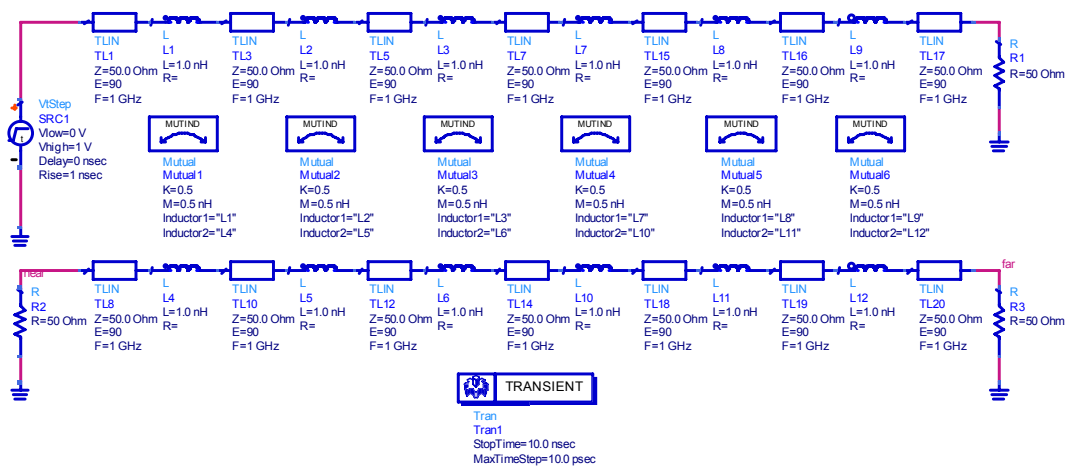 TLIN
TL1
Z=50.0 Ohm
E=90
F=1 GHz
L
L1
L=1.0 nH
R=
TLIN
TL3
Z=50.0 Ohm
E=90
F=1 GHz
L
L2
L=1.0 nH
R=
TLIN
TL5
Z=50.0 Ohm
E=90
F=1 GHz
L
L3
L=1.0 nH
R=
TLIN
TL7
Z=50.0 Ohm
E=90
F=1 GHz
L
L7
L=1.0 nH
R=
TLIN
TL15
Z=50.0 Ohm
E=90
F=1 GHz
L
L8
L=1.0 nH
R=
TLIN
TL16
Z=50.0 Ohm
E=90
F=1 GHz
L
L9
L=1.0 nH
R=
TLIN
TL17
Z=50.0 Ohm
E=90
F=1 GHz
R
R1
R=50 Ohm
VtStep
SRC1
Vlow=0 V
Vhigh=1 V
Delay=0 nsec
Rise=1 nsec
t
MUTIND
Mutual
Mutual1
K=0.5
M=0.5 nH
Inductor1="L1"
Inductor2="L4"
MUTIND
Mutual
Mutual2
K=0.5
M=0.5 nH
Inductor1="L2"
Inductor2="L5"
MUTIND
Mutual
Mutual3
K=0.5
M=0.5 nH
Inductor1="L3"
Inductor2="L6"
MUTIND
Mutual
Mutual4
K=0.5
M=0.5 nH
Inductor1="L7"
Inductor2="L10"
MUTIND
Mutual
Mutual5
K=0.5
M=0.5 nH
Inductor1="L8"
Inductor2="L11"
MUTIND
Mutual
Mutual6
K=0.5
M=0.5 nH
Inductor1="L9"
Inductor2="L12"
near
R
R2
R=50 Ohm
TLIN
TL8
Z=50.0 Ohm
E=90
F=1 GHz
L
L4
L=1.0 nH
R=
TLIN
TL10
Z=50.0 Ohm
E=90
F=1 GHz
L
L5
L=1.0 nH
R=
TLIN
TL12
Z=50.0 Ohm
E=90
F=1 GHz
L
L6
L=1.0 nH
R=
TLIN
TL14
Z=50.0 Ohm
E=90
F=1 GHz
L
L10
L=1.0 nH
R=
TLIN
TL18
Z=50.0 Ohm
E=90
F=1 GHz
L
L11
L=1.0 nH
R=
TLIN
TL19
Z=50.0 Ohm
E=90
F=1 GHz
L
L12
L=1.0 nH
R=
TLIN
TL20
Z=50.0 Ohm
E=90
F=1 GHz
far
R
R3
R=50 Ohm
TRANSIENT
Tran
Tran1
StopTime=10.0 nsec
MaxTimeStep=10.0 psec